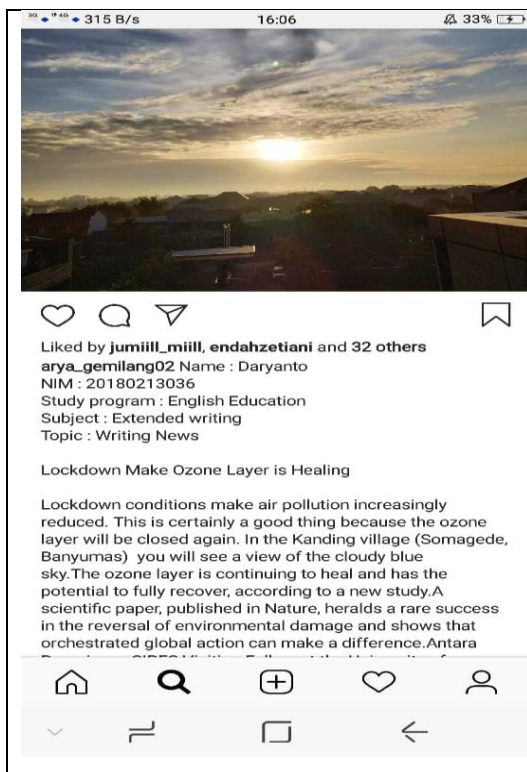 315 B/s 16:06 33%
Liked by jumiill_miill, endahzetiani and 32 others
arya_gemilang02 Name : Daryanto
NIM : 20180213036
Study program : English Education
Subject : Extended writing
Topic : Writing News
Lockdown Make Ozone Layer is Healing
Lockdown conditions make air pollution increasingly
reduced. This is certainly a good thing because the ozone
layer will be closed again. In the Kanding village (Somagede,
Banyumas) you will see a view of the cloudy blue
sky.The ozone layer is continuing to heal and has the
potential to fully recover, according to a new study.A
scientific paper, published in Nature, heralds a rare success
in the reversal of environmental damage and shows that
orchestrated global action can make a difference.Antara